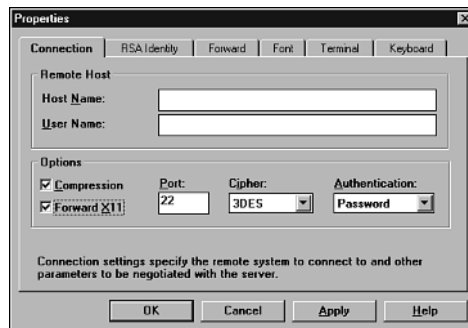 Properties
Connection RSA Identity Forward Font Terminal Keyboard
Remote Host
Host Name:
User Name:
Options
Compression Port: Cipher: Authentication:
Forward X11 22 3DES Password
Connection settings specify the remote system to connect to and other
parameters to be negotiated with the server.
OK Cancel Apply Help